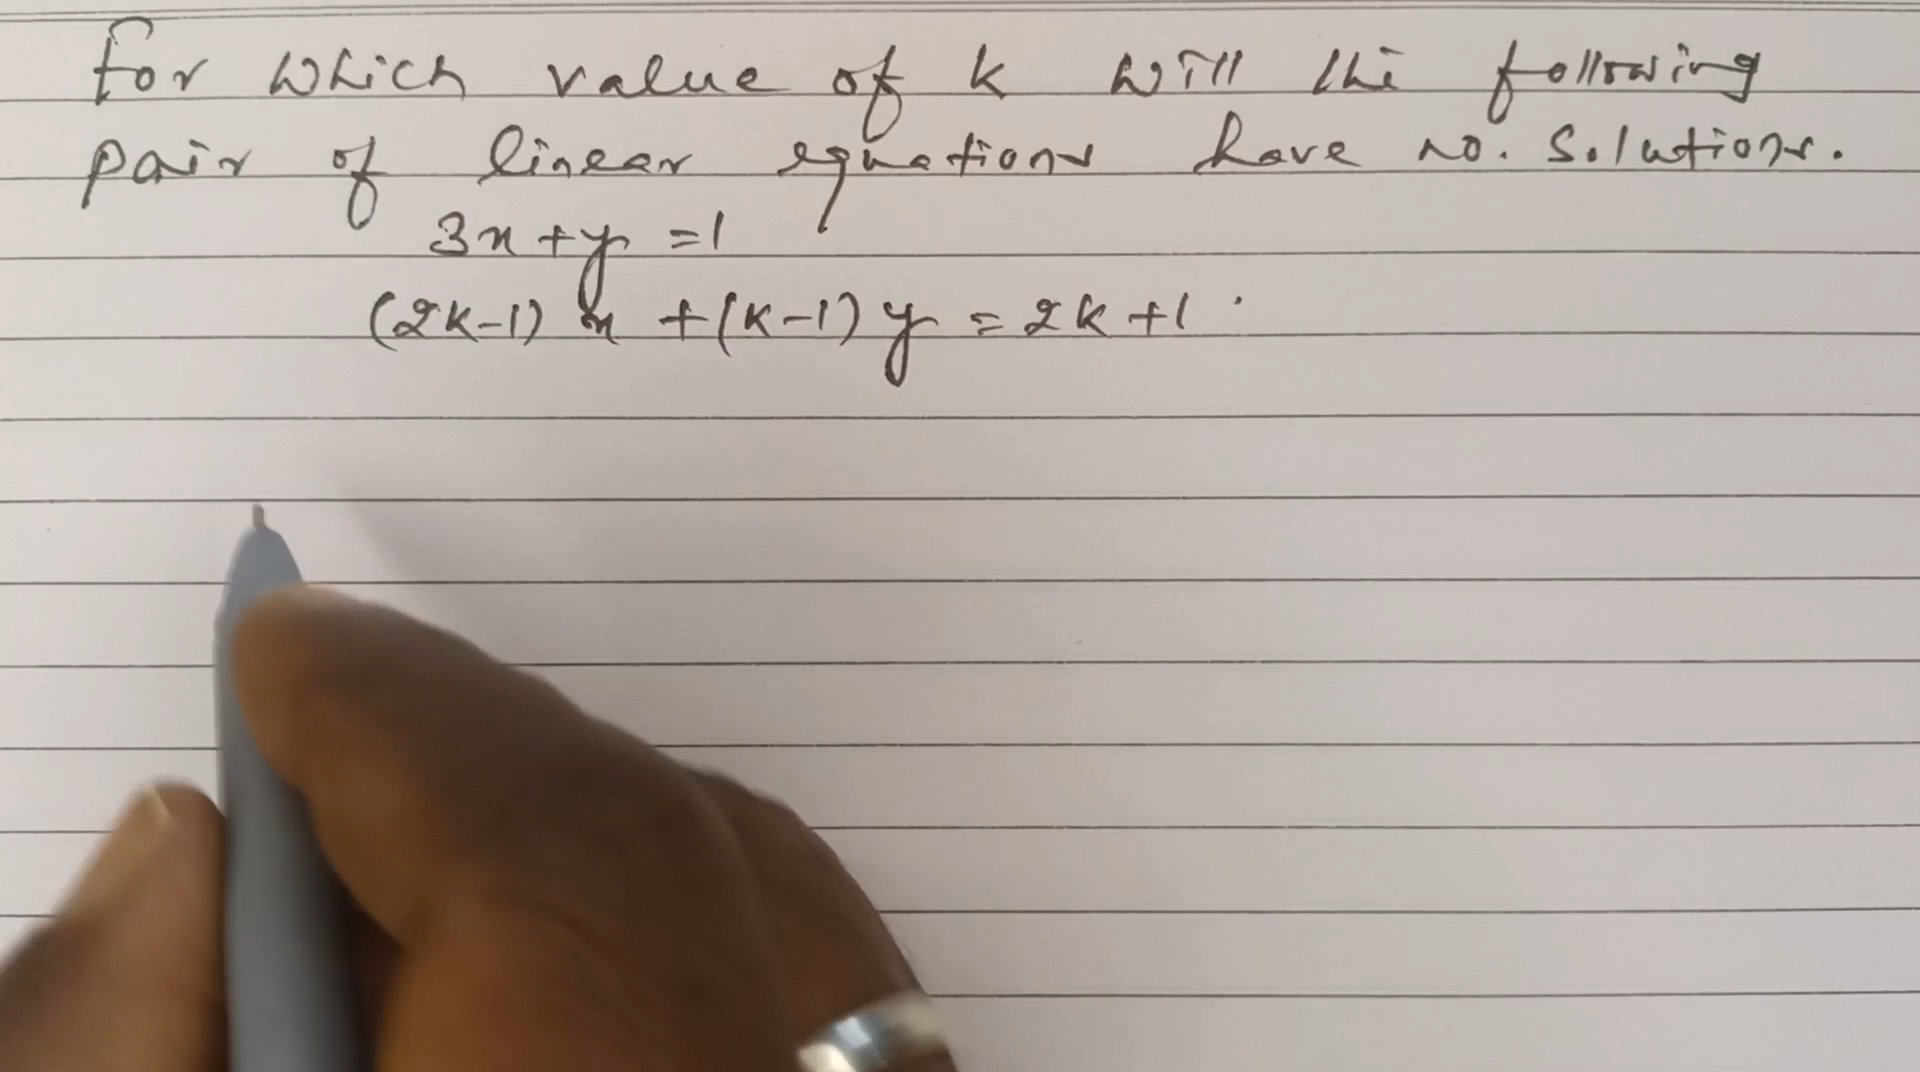 For which value of k will the following
pair of linear equations have no. solutions.
3x+y=1
(2k-1) x +(k-1) y = 2k+1.